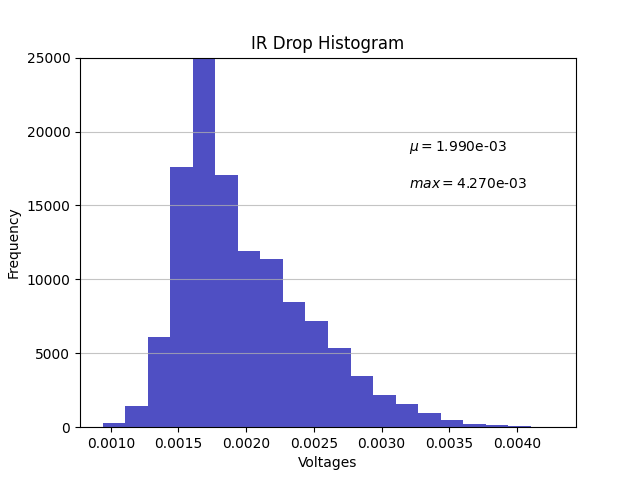 IR Drop Histogram
25000
20000
15000
10000
5000
0
Frequency
μ = 1.990e-03
max = 4.270e-03
0.0010 0.0015 0.0020 0.0025 0.0030 0.0035 0.0040
Voltages